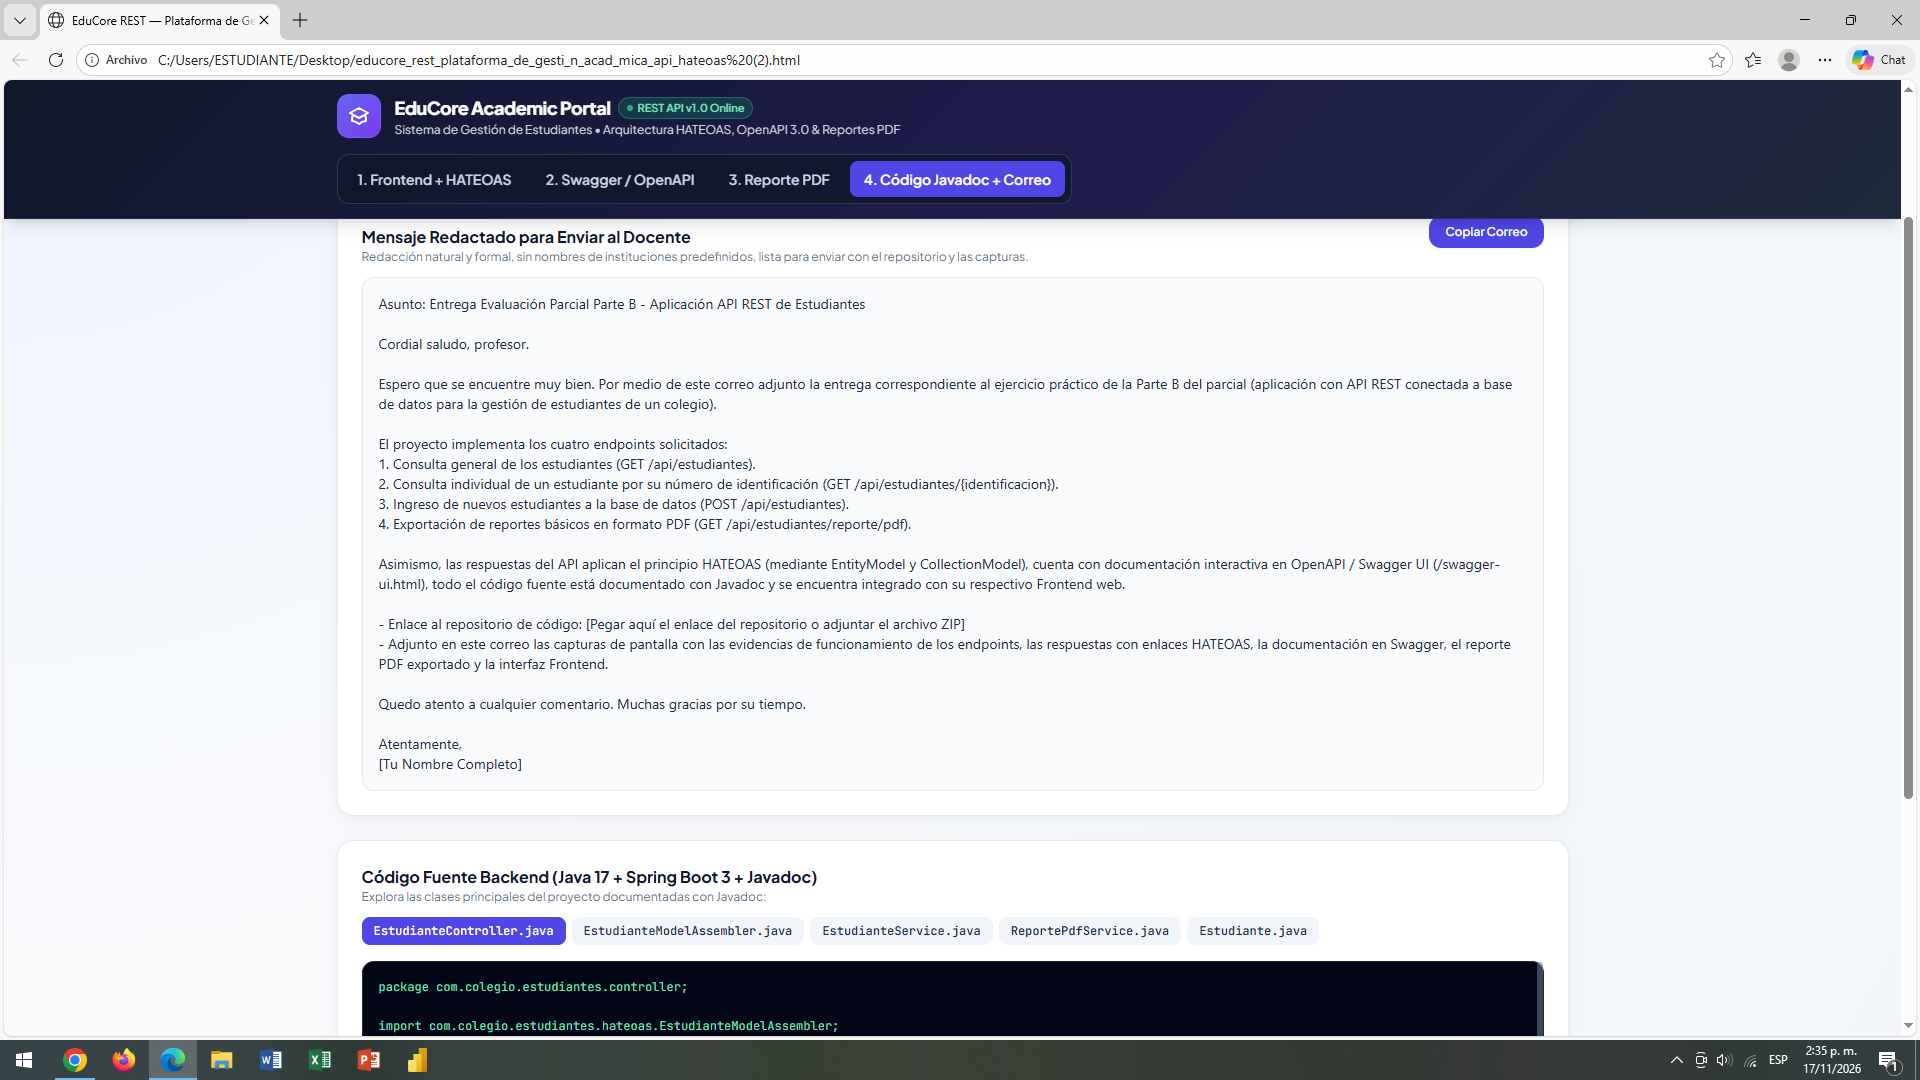 EduCore REST — Plataforma de Ge
Archivo C:/Users/ESTUDIANTE/Desktop/educore_rest_plataforma_de_gesti_n_acad_mica_api_hateoas%20(2).html
Chat
EduCore Academic Portal
REST API v1.0 Online
Sistema de Gestión de Estudiantes • Arquitectura HATEOAS, OpenAPI 3.0 & Reportes PDF
1. Frontend + HATEOAS
2. Swagger / OpenAPI
3. Reporte PDF
4. Código Javadoc + Correo
Mensaje Redactado para Enviar al Docente
Copiar Correo
Redacción natural y formal, sin nombres de instituciones predefinidos, lista para enviar con el repositorio y las capturas.
Asunto: Entrega Evaluación Parcial Parte B - Aplicación API REST de Estudiantes
Cordial saludo, profesor.
Espero que se encuentre muy bien. Por medio de este correo adjunto la entrega correspondiente al ejercicio práctico de la Parte B del parcial (aplicación con API REST conectada a base
de datos para la gestión de estudiantes de un colegio).
El proyecto implementa los cuatro endpoints solicitados:
1. Consulta general de los estudiantes (GET /api/estudiantes).
2. Consulta individual de un estudiante por su número de identificación (GET /api/estudiantes/{identificacion}).
3. Ingreso de nuevos estudiantes a la base de datos (POST /api/estudiantes).
4. Exportación de reportes básicos en formato PDF (GET /api/estudiantes/reporte/pdf).
Asimismo, las respuestas del API aplican el principio HATEOAS (mediante EntityModel y CollectionModel), cuenta con documentación interactiva en OpenAPI / Swagger UI (/swagger-
ui.html), todo el código fuente está documentado con Javadoc y se encuentra integrado con su respectivo Frontend web.
- Enlace al repositorio de código: [Pegar aquí el enlace del repositorio o adjuntar el archivo ZIP]
- Adjunto en este correo las capturas de pantalla con las evidencias de funcionamiento de los endpoints, las respuestas con enlaces HATEOAS, la documentación en Swagger, el reporte
PDF exportado y la interfaz Frontend.
Quedo atento a cualquier comentario. Muchas gracias por su tiempo.
Atentamente,
[Tu Nombre Completo]
Código Fuente Backend (Java 17 + Spring Boot 3 + Javadoc)
Explora las clases principales del proyecto documentadas con Javadoc:
EstudianteController.java
EstudianteModelAssembler.java
EstudianteService.java
ReportePdfService.java
Estudiante.java
package com.colegio.estudiantes.controller;
import com.colegio.estudiantes.hateoas.EstudianteModelAssembler;
ESP
2:35 p. m.
17/11/2026
1